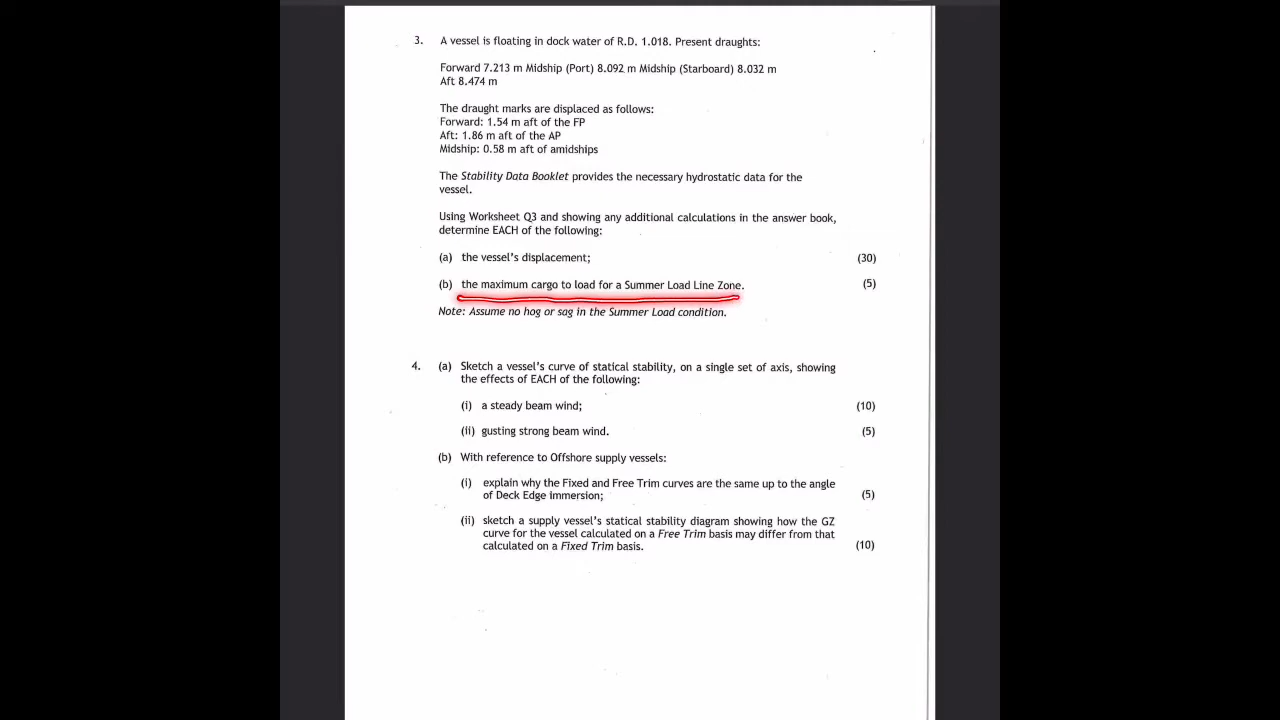 3. A vessel is floating in dock water of R.D. 1.018. Present draughts:
Forward 7.213 m Midship (Port) 8.092 m Midship (Starboard) 8.032 m
Aft 8.474 m
The draught marks are displaced as follows:
Forward: 1.54 m aft of the FP
Aft: 1.86 m aft of the AP
Midship: 0.58 m aft of amidships
The Stability Data Booklet provides the necessary hydrostatic data for the
vessel.
Using Worksheet Q3 and showing any additional calculations in the answer book,
determine EACH of the following:
(a) the vessel's displacement; (30)
(b) the maximum cargo to load for a Summer Load Line Zone. (5)
Note: Assume no hog or sag in the Summer Load condition.
4. (a) Sketch a vessel's curve of statical stability, on a single set of axis, showing
the effects of EACH of the following:
(i) a steady beam wind; (10)
(ii) gusting strong beam wind. (5)
(b) With reference to Offshore supply vessels:
(i) explain why the Fixed and Free Trim curves are the same up to the angle
of Deck Edge immersion; (5)
(ii) sketch a supply vessel's statical stability diagram showing how the GZ
curve for the vessel calculated on a Free Trim basis may differ from that
calculated on a Fixed Trim basis. (10)